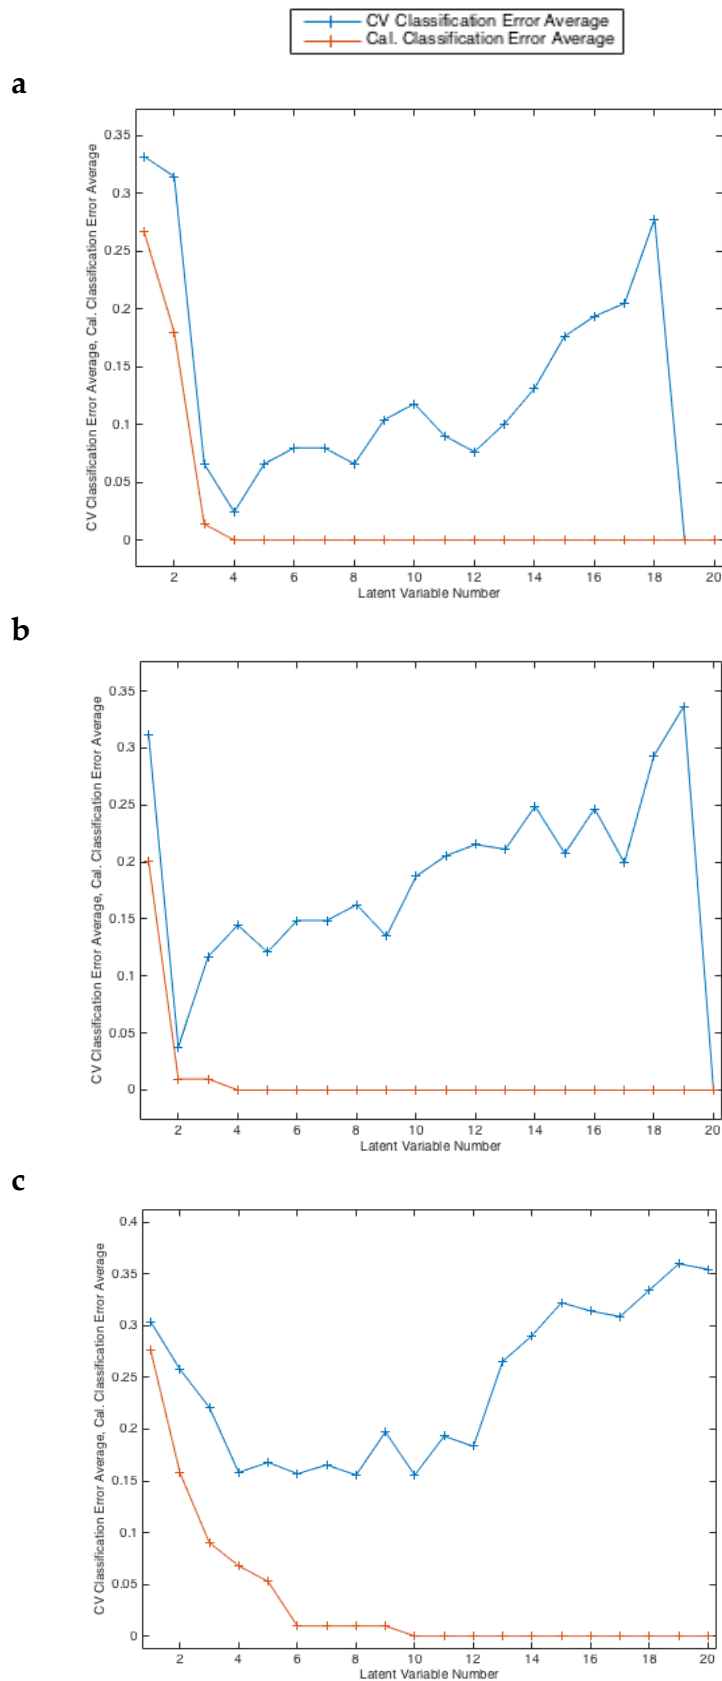 CV Classification Error Average
Cal. Classification Error Average
a
CV Classification Error Average, Cal. Classification Error Average
0.35
0.3
0.25
0.2
0.15
0.1
0.05
0
2 4 6 8 10 12 14 16 18 20
Latent Variable Number
b
CV Classification Error Average, Cal. Classification Error Average
0.35
0.3
0.25
0.2
0.15
0.1
0.05
0
2 4 6 8 10 12 14 16 18 20
Latent Variable Number
c
CV Classification Error Average, Cal. Classification Error Average
0.4
0.35
0.3
0.25
0.2
0.15
0.1
0.05
0
2 4 6 8 10 12 14 16 18 20
Latent Variable Number